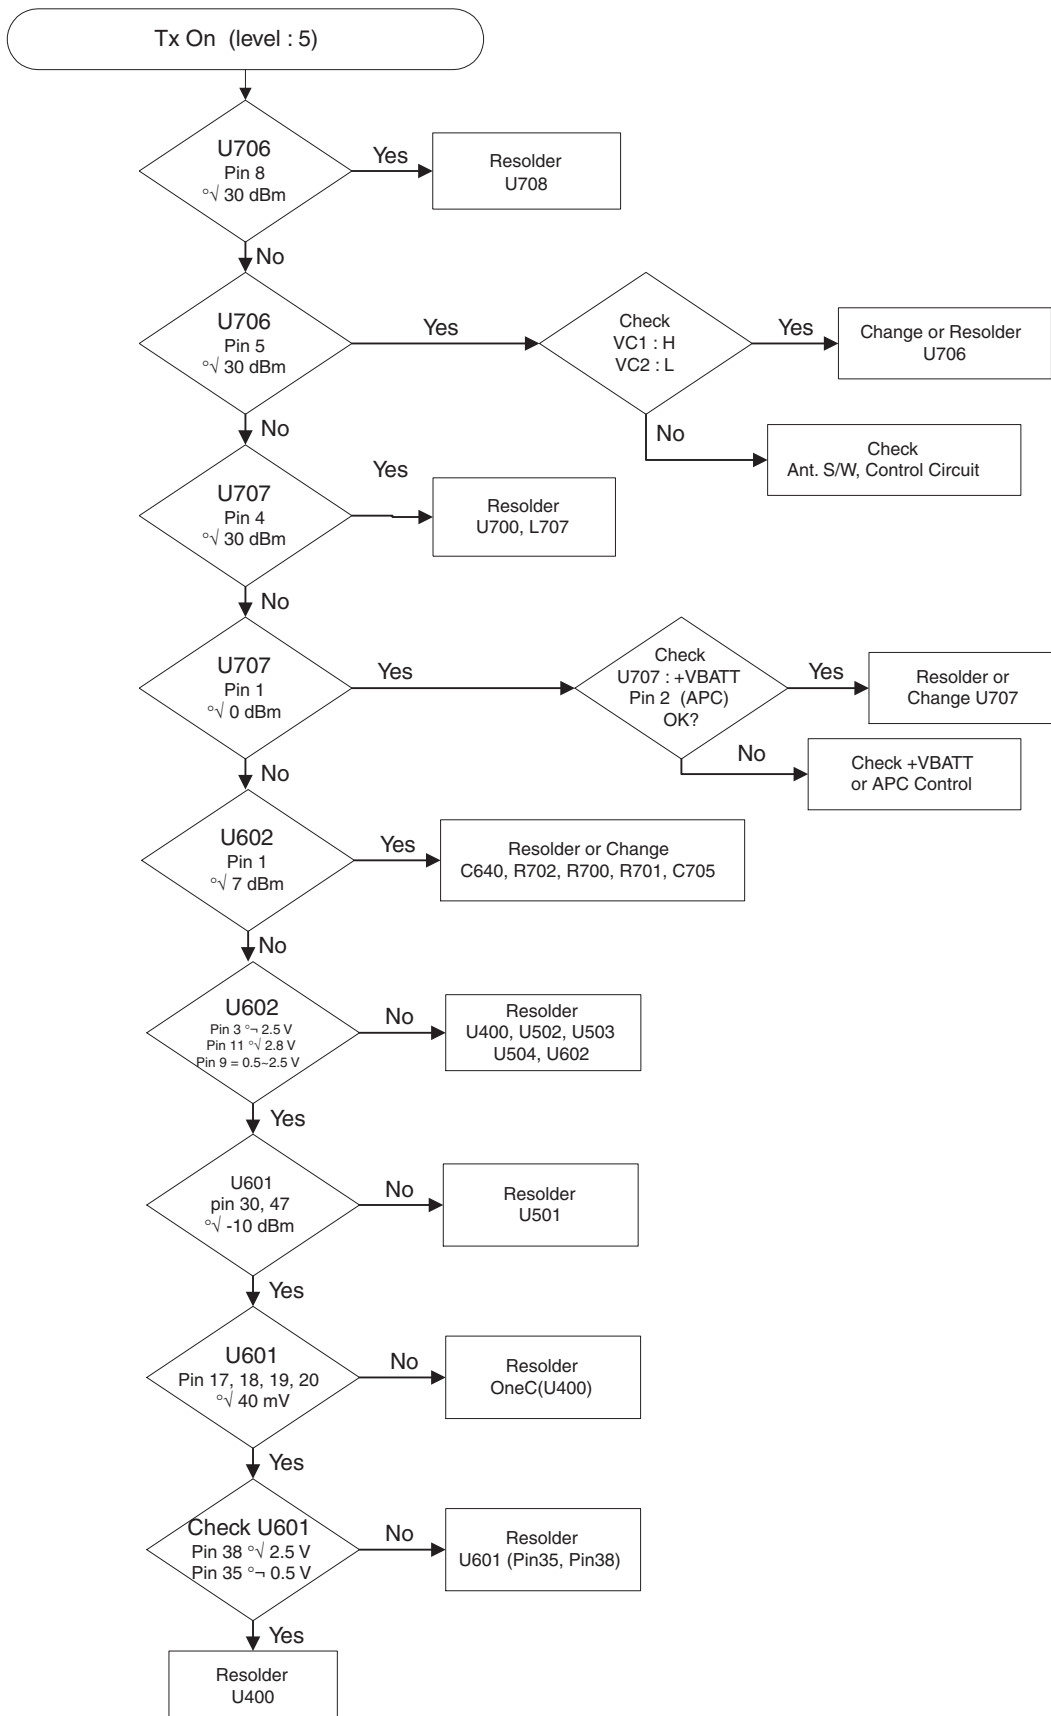 Tx On (level : 5)
U706
Pin 8
°√ 30 dBm
Yes
Resolder
U708
No
U706
Pin 5
°√ 30 dBm
Yes
Check
VC1 : H
VC2 : L
Yes
Change or Resolder
U706
No
Check
Ant. S/W, Control Circuit
No
U707
Pin 4
°√ 30 dBm
Yes
Resolder
U700, L707
No
U707
Pin 1
°√ 0 dBm
Yes
Check
U707 : +VBATT
Pin 2 (APC)
OK?
Yes
Resolder or
Change U707
No
Check +VBATT
or APC Control
No
U602
Pin 1
°√ 7 dBm
Yes
Resolder or Change
C640, R702, R700, R701, C705
No
U602
Pin 3 °¬ 2.5 V
Pin 11 °√ 2.8 V
Pin 9 = 0.5~2.5 V
No
Resolder
U400, U502, U503
U504, U602
Yes
U601
pin 30, 47
°√ -10 dBm
No
Resolder
U501
Yes
U601
Pin 17, 18, 19, 20
°√ 40 mV
No
Resolder
OneC(U400)
Yes
Check U601
Pin 38 °√ 2.5 V
Pin 35 °¬ 0.5 V
No
Resolder
U601 (Pin35, Pin38)
Yes
Resolder
U400